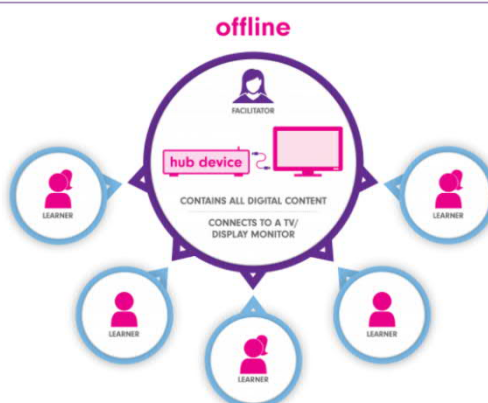 offline
FACILITATOR
hub device
CONTAINS ALL DIGITAL CONTENT
CONNECTS TO A TV/
DISPLAY MONITOR
LEARNER
LEARNER
LEARNER
LEARNER
LEARNER